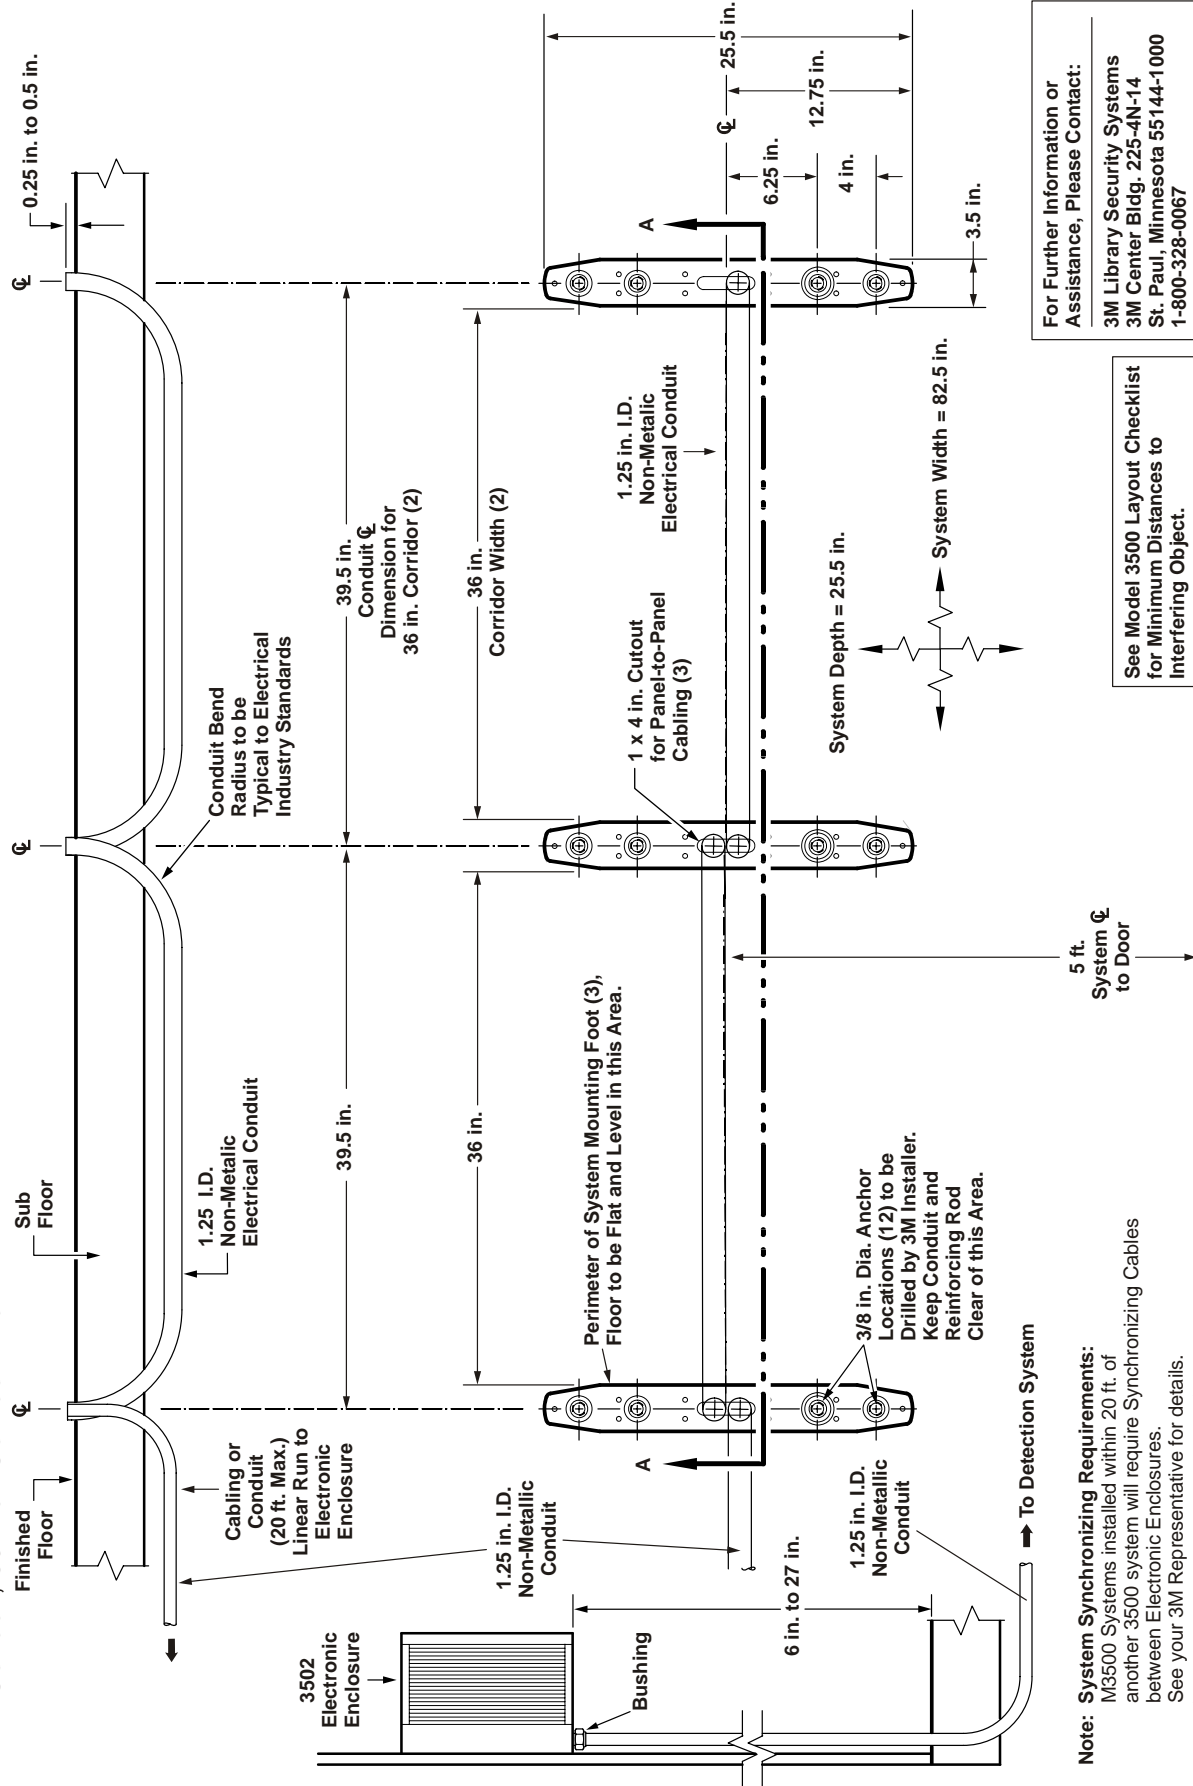 Finished
Floor
Sub
Floor
℄
℄
℄
0.25 in. to 0.5 in.
Cabling or
Conduit
(20 ft. Max.)
Linear Run to
Electronic
Enclosure
1.25  I.D.
Non-Metalic
Electrical Conduit
Conduit Bend
Radius to be
Typical to Electrical
Industry Standards
39.5 in.
39.5 in.
Conduit ℄
Dimension for
36 in. Corridor (2)
36 in.
36 in.
Corridor Width (2)
3502
Electronic
Enclosure
Bushing
1.25 in. I.D.
Non-Metallic
Conduit
6 in. to 27 in.
1.25 in. I.D.
Non-Metallic
Conduit
To Detection System
A
A
Perimeter of System Mounting Foot (3),
Floor to be Flat and Level in this Area.
3/8 in. Dia. Anchor
Locations (12) to be
Drilled by 3M Installer.
Keep Conduit and
Reinforcing Rod
Clear of this Area.
1 x 4 in. Cutout
for Panel-to-Panel
Cabling (3)
1.25 in. I.D.
Non-Metalic
Electrical Conduit
℄
25.5 in.
12.75 in.
6.25 in.
4 in.
3.5 in.
System Depth = 25.5 in.
System Width = 82.5 in.
5 ft.
System ℄
to Door
Note: System Synchronizing Requirements:
M3500 Systems installed within 20 ft. of
another 3500 system will require Synchronizing Cables
between Electronic Enclosures.
See your 3M Representative for details.
See Model 3500 Layout Checklist
for Minimum Distances to
Interfering Object.
For Further Information or
Assistance, Please Contact:
3M Library Security Systems
3M Center Bldg. 225-4N-14
St. Paul, Minnesota 55144-1000
1-800-328-0067